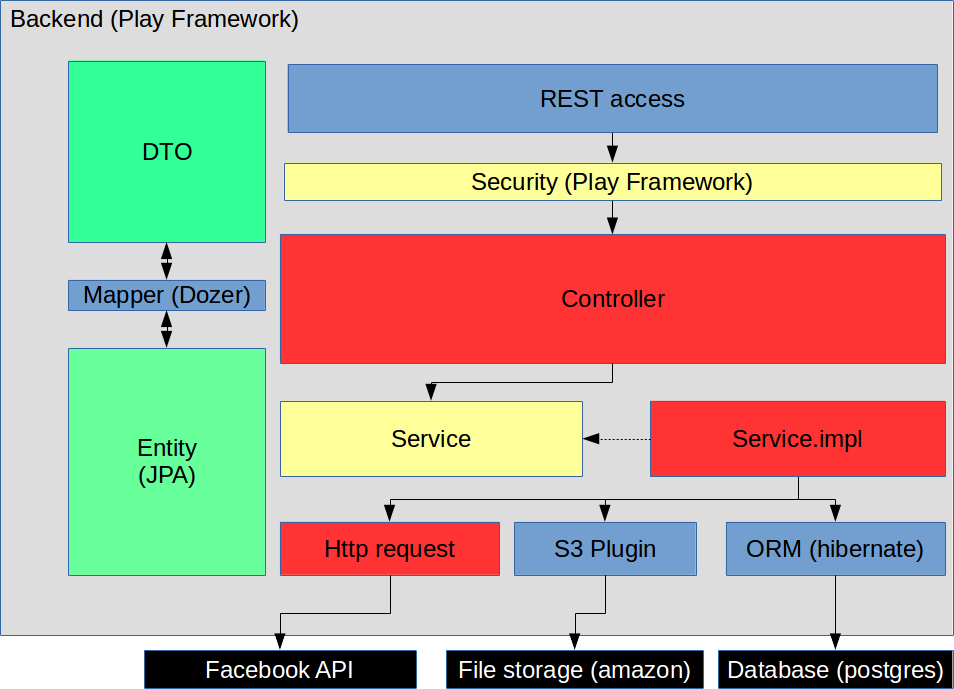 Backend (Play Framework)
DTO
REST access
Security (Play Framework)
Mapper (Dozer)
Controller
Entity
(JPA)
Service
Service.impl
Http request
S3 Plugin
ORM (hibernate)
Facebook API
File storage (amazon)
Database (postgres)